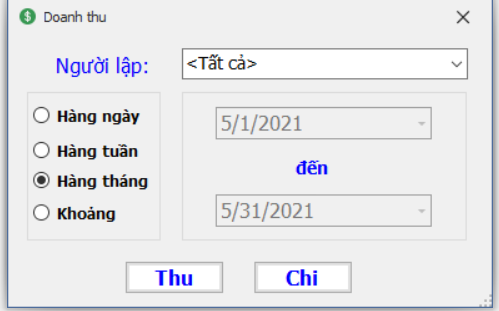 Doanh thu
Người lập: <Tất cả>
Hàng ngày
Hàng tuần
Hàng tháng
Khoảng
5/1/2021
đến
5/31/2021
Thu Chi